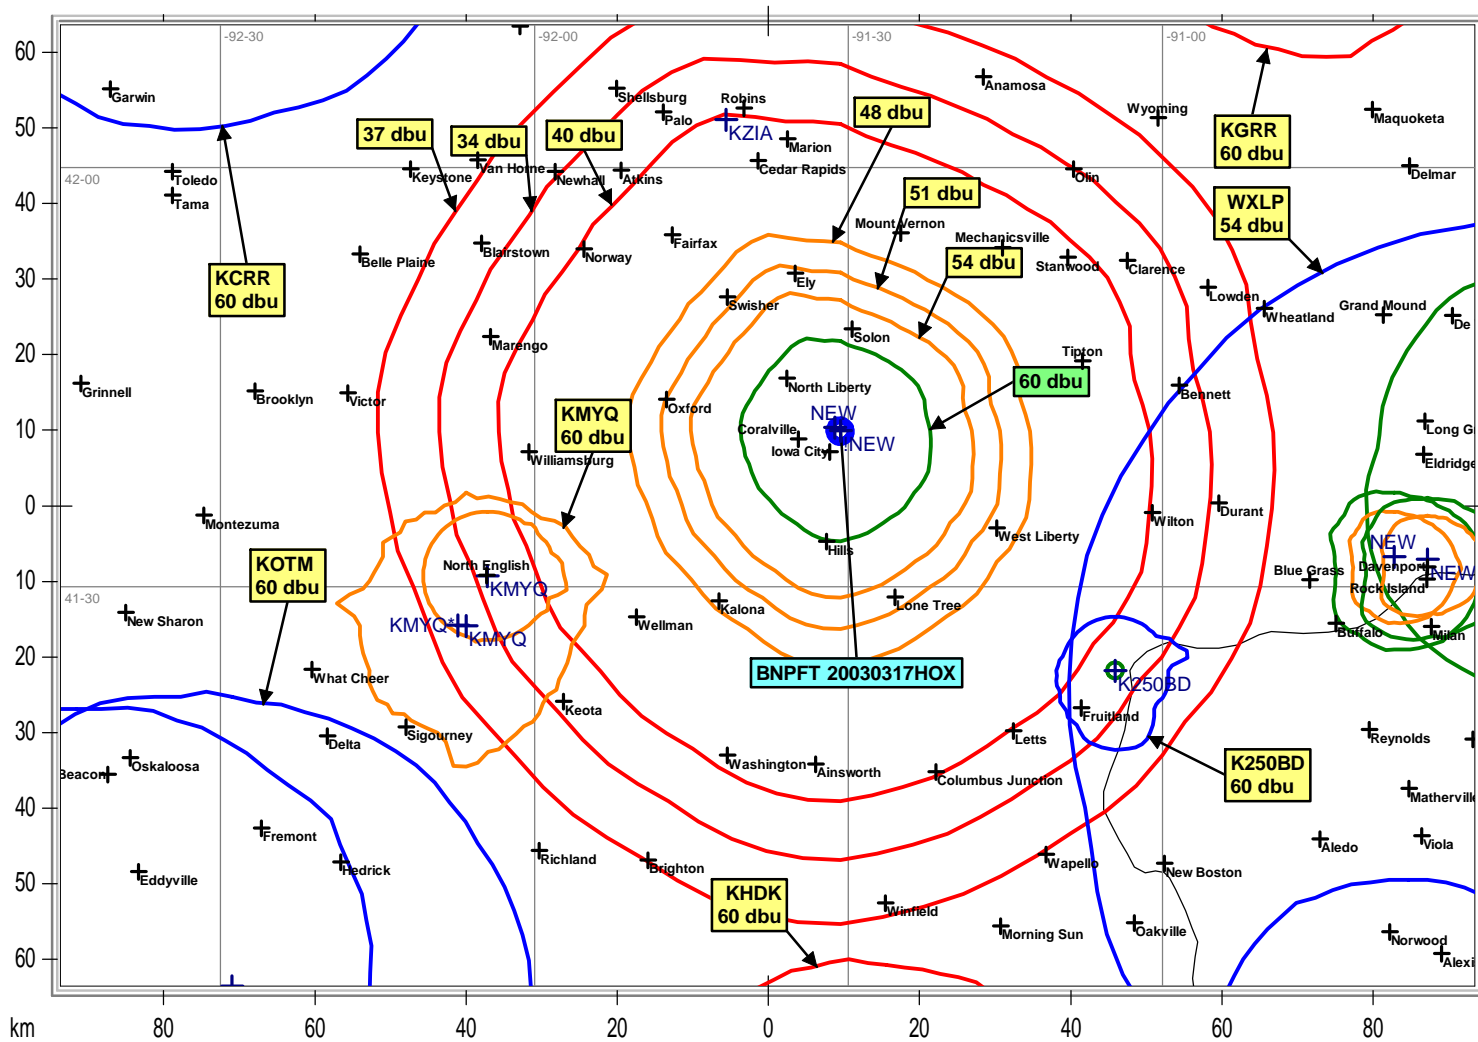 -92-30
-92-00
-91-30
-91-00
60
50
42-00
40
30
20
10
0
41-30
10
20
30
40
50
60
km
80
60
40
20
0
20
40
60
80
Garwin
Shellsburg
Robins
Palo
KZIA
Marion
Cedar Rapids
Anamosa
Wyoming
Maquoketa
KGRR
60 dbu
Delmar
37 dbu
34 dbu
40 dbu
48 dbu
51 dbu
54 dbu
WXLP
54 dbu
Toledo
Tama
Keystone
Van Horne
Newhall
Atkins
Olin
Mount Vernon
Mechanicsville
Stanwood
Clarence
Lowden
Wheatland
Grand Mound
De
KCRR
60 dbu
Belle Plaine
Blairstown
Norway
Fairfax
Ely
Swisher
Solon
Tipton
Bennett
60 dbu
Marengo
Grinnell
Brooklyn
Victor
KMYQ
60 dbu
Oxford
North Liberty
NEW
Coralville
NEW
Iowa City
Long G
Eldridge
Williamsburg
Montezuma
Wilton
Durant
West Liberty
Hills
KOTM
60 dbu
North English
KMYQ
KMYQ*
KMYQ
New Sharon
Kalona
Wellman
Lone Tree
NEW
Davenport
NEW
Blue Grass
Rock Island
Buffalo
Milan
BNPFT 20030317HOX
What Cheer
K250BD
Fruitland
Keota
Sigourney
Delta
Letts
Reynolds
Oskaloosa
Beacon
Washington
Ainsworth
Columbus Junction
K250BD
60 dbu
Matherville
Fremont
Aledo
Viola
Hedrick
Richland
Brighton
Wapello
New Boston
Eddyville
KHDK
60 dbu
Winfield
Morning Sun
Oakville
Norwood
Alexi